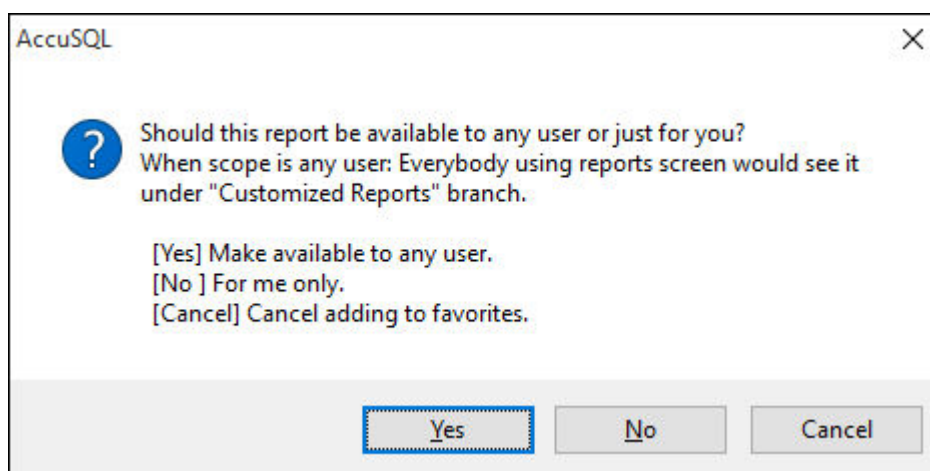 AccuSQL
Should this report be available to any user or just for you?
When scope is any user: Everybody using reports screen would see it
under "Customized Reports" branch.
[Yes] Make available to any user.
[No ] For me only.
[Cancel] Cancel adding to favorites.
Yes No Cancel